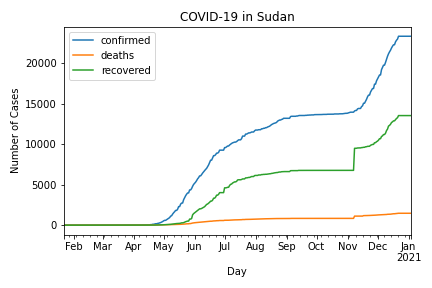 COVID-19 in Sudan
confirmed
deaths
recovered
Number of Cases
20000
15000
10000
5000
0
Feb Mar Apr May Jun Jul Aug Sep Oct Nov Dec Jan
2021
Day